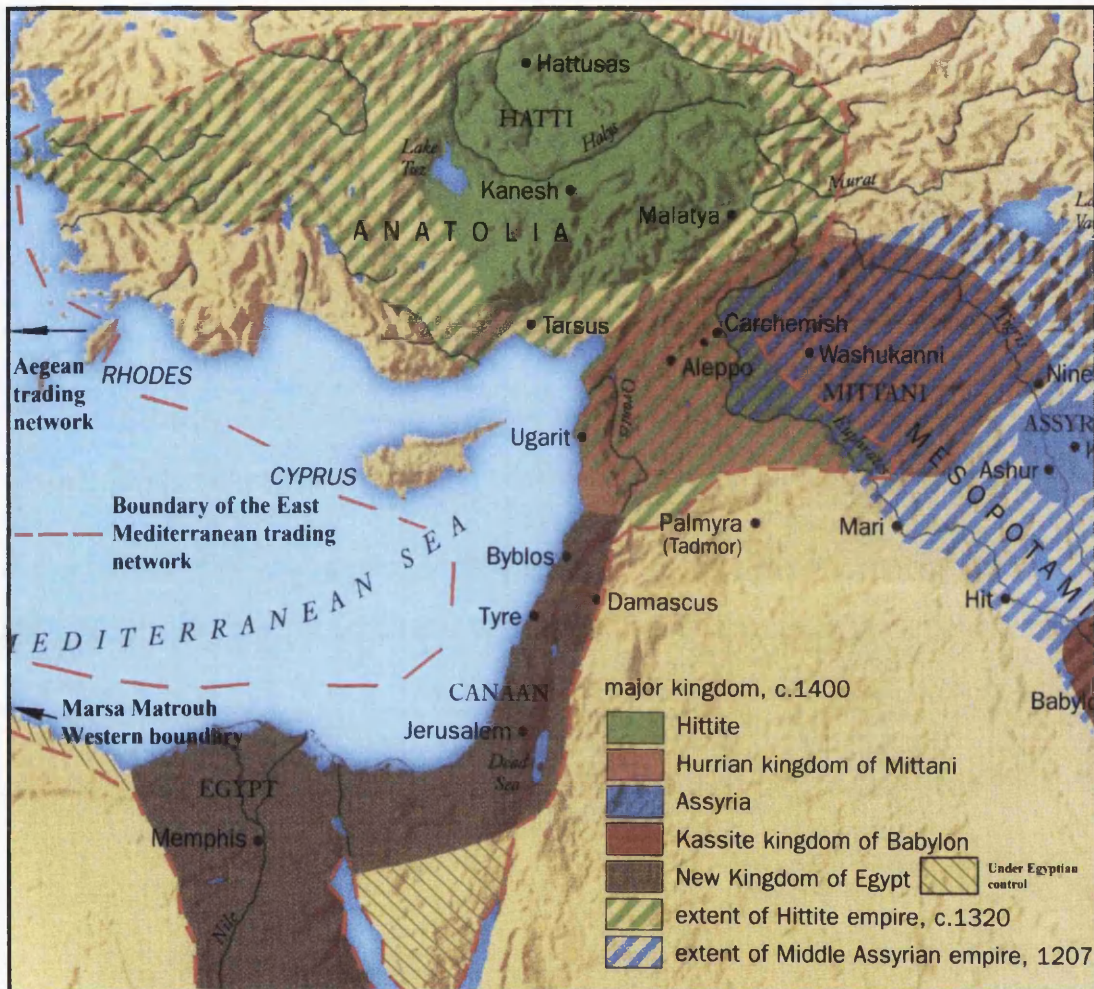 Hattusas
HATTI
Halys
Lake
Tuz
Kanesh
Murat
Malatya
ANATOLIA
Tarsus
Carchemish
Washukanni
Aleppo
MITTANI
Aegean
trading
network
RHODES
Orontes
Ugarit
Euphrates
Tigris
Nine
ASSYR
Ashur
MESOPOTAMI
CYPRUS
Boundary of the East
Mediterranean trading
network
Palmyra
(Tadmor)
Mari
Byblos
Damascus
Hit
Tyre
MEDITERRANEAN SEA
CANAAN
Marsa Matrouh
Western boundary
Jerusalem
Dead
Sea
EGYPT
Memphis
Nile
Babylo
major kingdom, c.1400
Hittite
Hurrian kingdom of Mittani
Assyria
Kassite kingdom of Babylon
New Kingdom of Egypt
Under Egyptian
control
extent of Hittite empire, c.1320
extent of Middle Assyrian empire, 1207